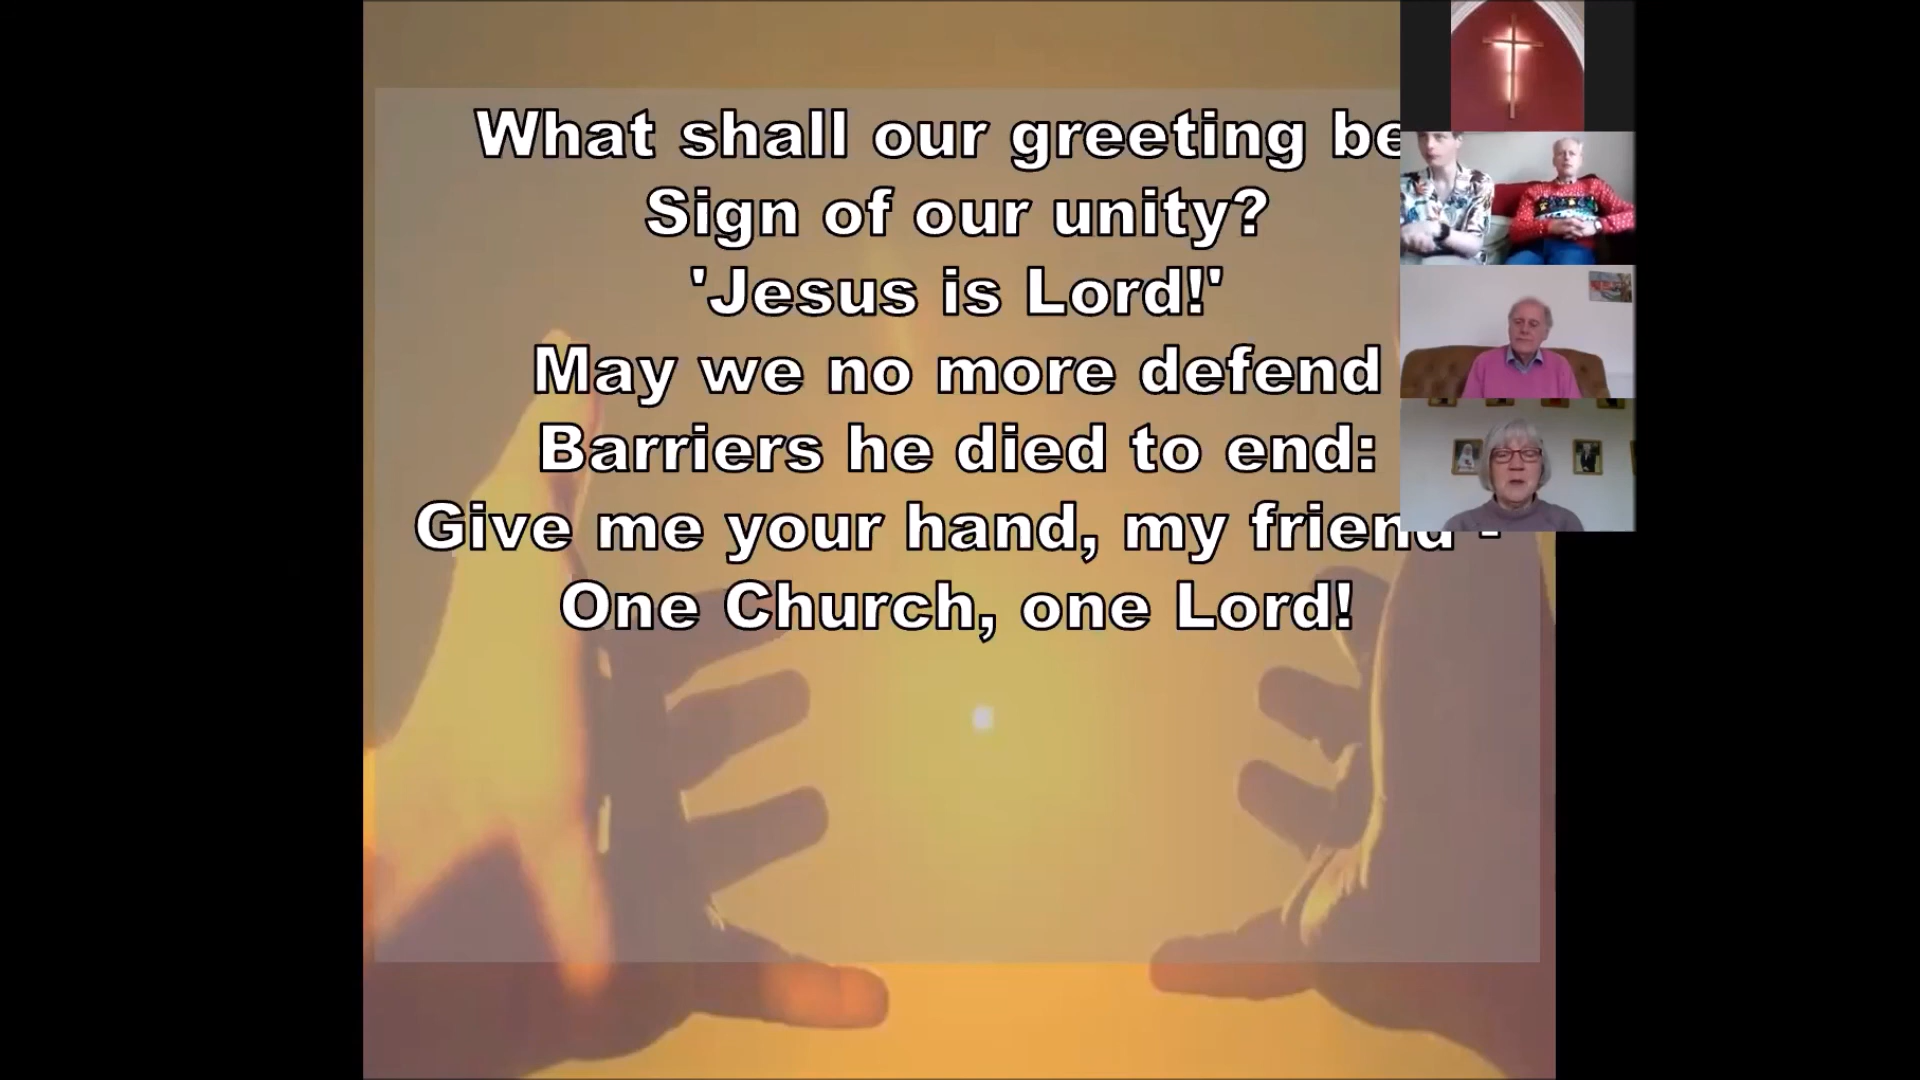 What shall our greeting be
Sign of our unity?
'Jesus is Lord!'
May we no more defend
Barriers he died to end:
Give me your hand, my friend -
One Church, one Lord!